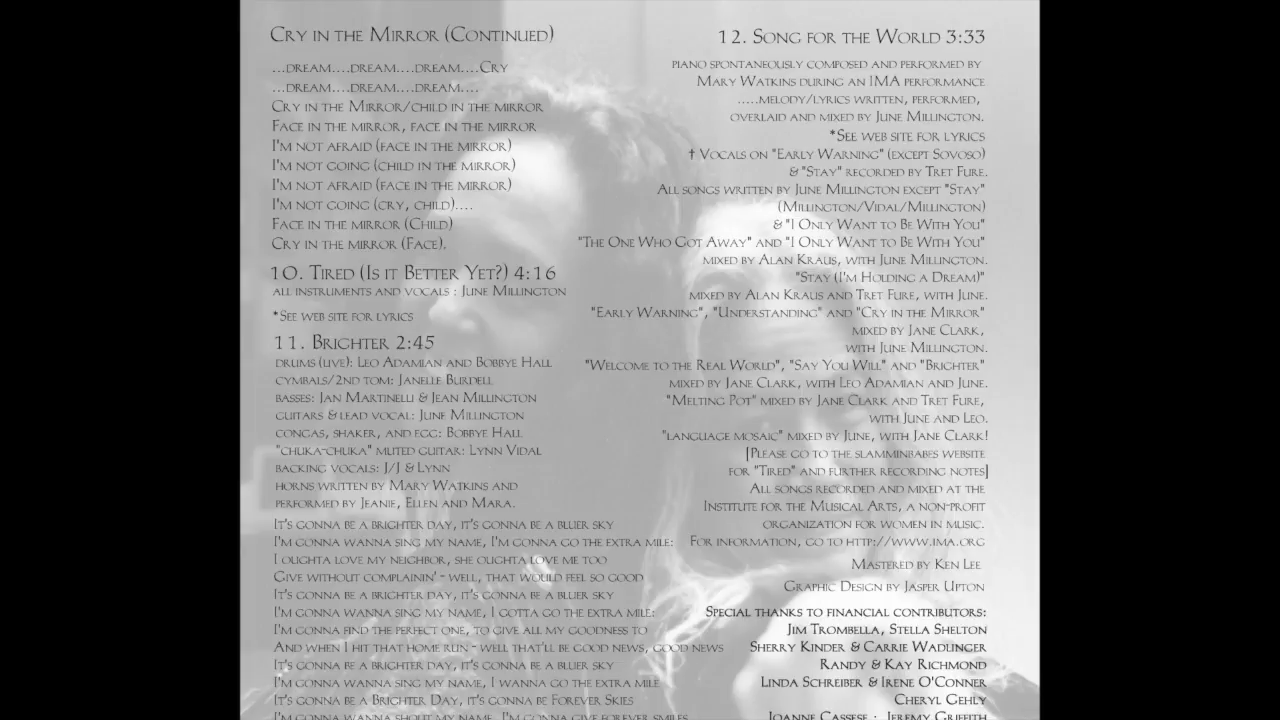 Cry in the Mirror (Continued)
...dream....dream....dream....Cry
...dream....dream....dream....
Cry in the Mirror/child in the mirror
Face in the mirror, face in the mirror
I'm not afraid (face in the mirror)
I'm not going (child in the mirror)
I'm not afraid (face in the mirror)
I'm not going (cry, child)....
Face in the mirror (Child)
Cry in the mirror (Face).
10. Tired (Is it Better Yet?) 4:16
all instruments and vocals : June Millington
*See web site for lyrics
11. Brighter 2:45
drums (live): Leo Adamian and Bobbye Hall
cymbals/2nd tom: Janelle Burdell
basses: Jan Martinelli & Jean Millington
guitars & lead vocal: June Millington
congas, shaker, and egg: Bobbye Hall
"chuka-chuka" muted guitar: Lynn Vidal
backing vocals: J/J & Lynn
horns written by Mary Watkins and
performed by Jeanie, Ellen and Mara.
It's gonna be a brighter day, it's gonna be a bluer sky
I'm gonna wanna sing my name, I'm gonna go the extra mile:
I oughta love my neighbor, she oughta love me too
Give without complainin' - well, that would feel so good
It's gonna be a brighter day, it's gonna be a bluer sky
I'm gonna wanna sing my name, I gotta go the extra mile:
I'm gonna find the perfect one, to give all my goodness to
And when I hit that home run - well that'll be good news, good news
It's gonna be a brighter day, it's gonna be a bluer sky
I'm gonna wanna sing my name, I wanna go the extra mile
It's gonna be a Brighter Day, it's gonna be Forever Skies
I'm gonna wanna shout my name, I'm gonna give forever smiles
12. Song for the World 3:33
piano spontaneously composed and performed by
Mary Watkins during an IMA performance
.....melody/lyrics written, performed,
overlaid and mixed by June Millington.
*See web site for lyrics
† Vocals on "Early Warning" (except Sovoso)
& "Stay" recorded by Tret Fure.
All songs written by June Millington except "Stay"
(Millington/Vidal/Millington)
& "I Only Want to Be With You"
"The One Who Got Away" and "I Only Want to Be With You"
mixed by Alan Kraus, with June Millington.
"Stay (I'm Holding a Dream)"
mixed by Alan Kraus and Tret Fure, with June.
"Early Warning", "Understanding" and "Cry in the Mirror"
mixed by Jane Clark,
with June Millington.
"Welcome to the Real World", "Say You Will" and "Brighter"
mixed by Jane Clark, with Leo Adamian and June.
"Melting Pot" mixed by Jane Clark and Tret Fure,
with June and Leo.
"language mosaic" mixed by June, with Jane Clark!
[Please go to the slamminbabes website
for "Tired" and further recording notes]
All songs recorded and mixed at the
Institute for the Musical Arts, a non-profit
organization for women in music.
For information, go to http://www.ima.org
Mastered by Ken Lee
Graphic Design by Jasper Upton
Special thanks to financial contributors:
Jim Trombella, Stella Shelton
Sherry Kinder & Carrie Wadlinger
Randy & Kay Richmond
Linda Schreiber & Irene O'Conner
Cheryl Gehly
Joanne Cassese ; Jeremy Griffith